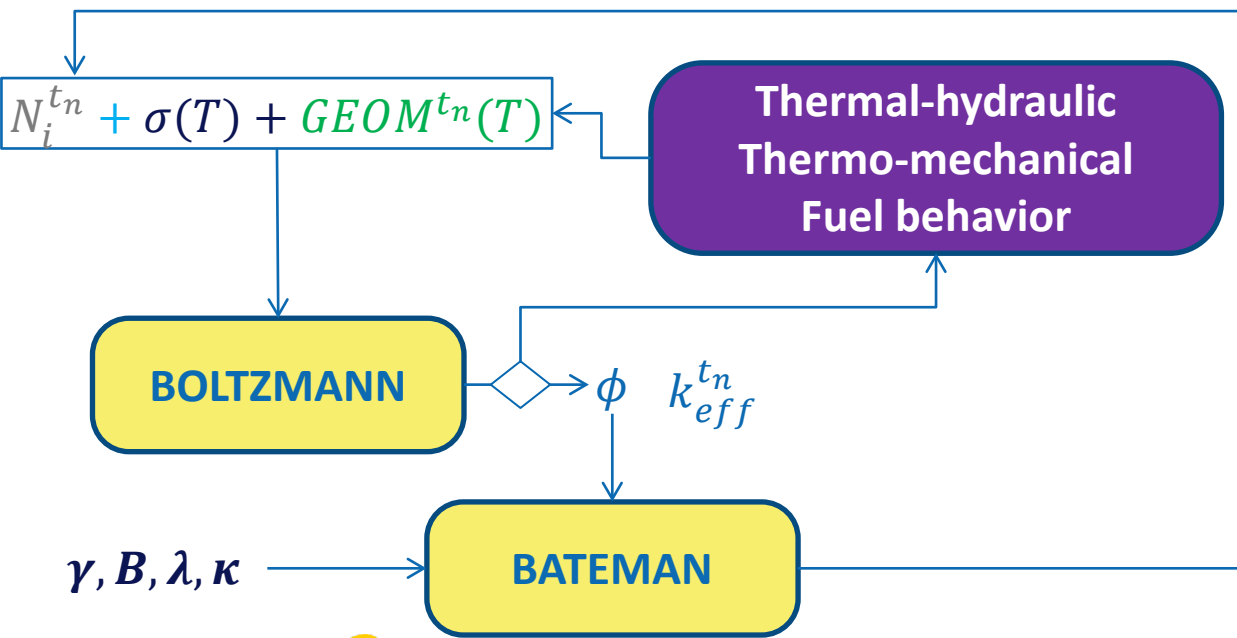 N_i^{t_n} + σ(T) + GEOM^{t_n}(T)
Thermal-hydraulic
Thermo-mechanical
Fuel behavior
BOLTZMANN
ϕ k_{eff}^{t_n}
γ, B, λ, κ
BATEMAN